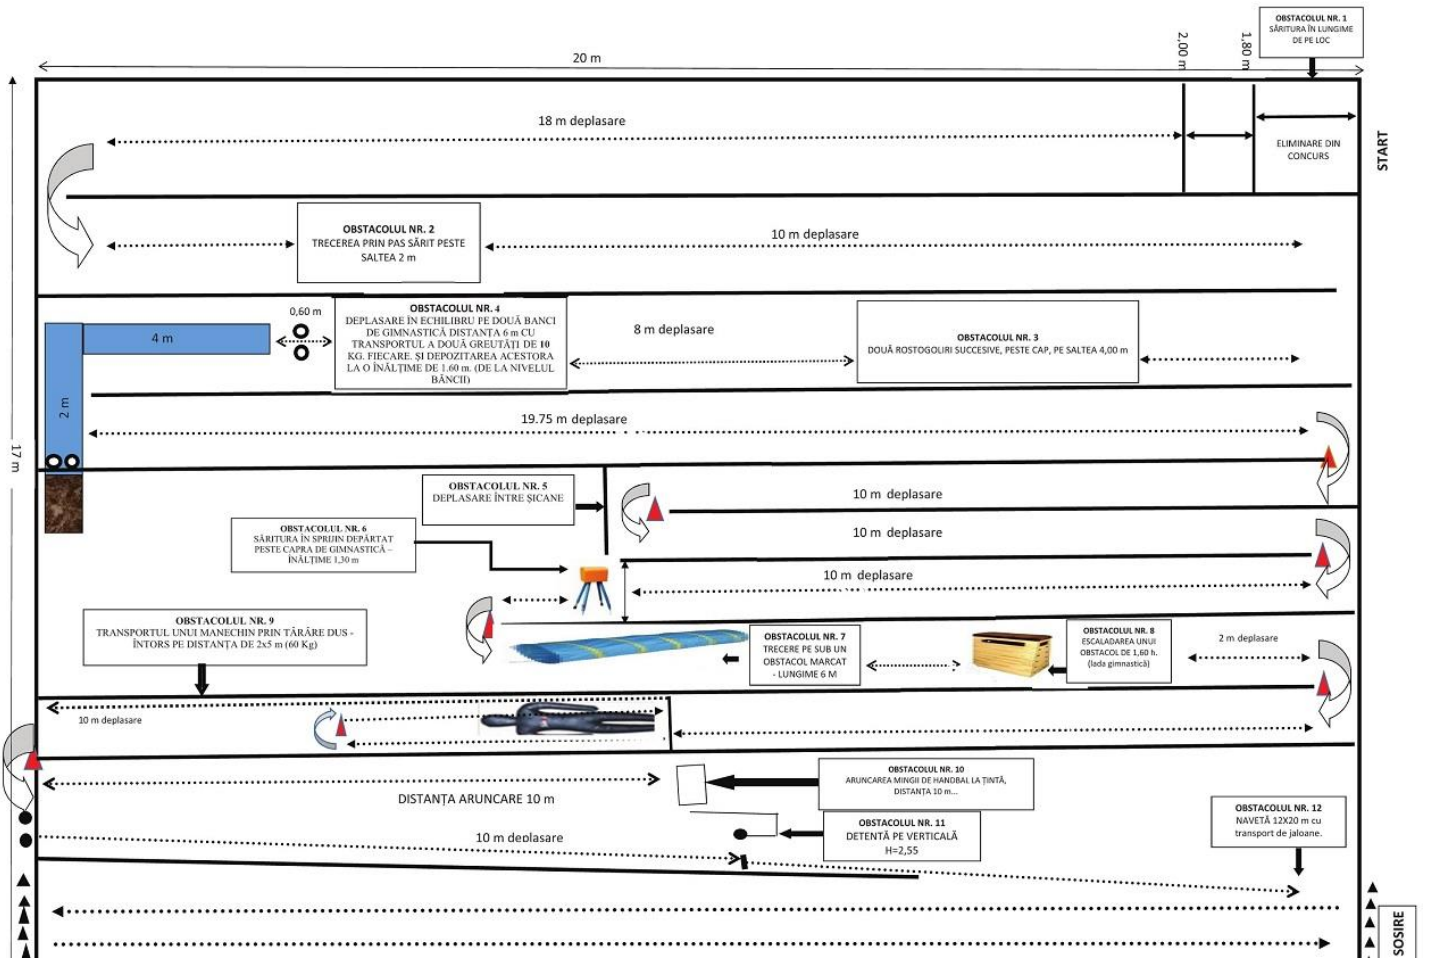 OBSTACOLUL NR. 1
SĂRITURA ÎN LUNGIME
DE PE LOC
2,00 m
1,80 m
20 m
18 m deplasare
ELIMINARE DIN
CONCURS
START
OBSTACOLUL NR. 2
TRECEREA PRIN PAS SĂRIT PESTE
SALTEA 2 m
10 m deplasare
4 m
0,60 m
OBSTACOLUL NR. 4
DEPLASARE ÎN ECHILIBRU PE DOUĂ BANCI
DE GIMNASTICĂ DISTANȚA 6 m CU
TRANSPORTUL A DOUĂ GREUTĂȚI DE 10
KG. FIECARE. ȘI DEPOZITAREA ACESTORA
LA O ÎNĂLȚIME DE 1.60 m. (DE LA NIVELUL
BĂNCII)
8 m deplasare
OBSTACOLUL NR. 3
DOUĂ ROSTOGOLIRI SUCCESIVE, PESTE CAP, PE SALTEA 4,00 m
2 m
19.75 m deplasare
17 m
OBSTACOLUL NR. 5
DEPLASARE ÎNTRE ȘICANE
10 m deplasare
OBSTACOLUL NR. 6
SĂRITURA ÎN SPRIJIN DEPĂRTAT
PESTE CAPRA DE GIMNASTICĂ –
ÎNĂLȚIME 1,30 m
10 m deplasare
10 m deplasare
OBSTACOLUL NR. 9
TRANSPORTUL UNUI MANECHIN PRIN TÂRÂRE DUS -
ÎNTORS PE DISTANȚA DE 2x5 m (60 Kg)
OBSTACOLUL NR. 7
TRECERE PE SUB UN
OBSTACOL MARCAT
- LUNGIME 6 M
OBSTACOLUL NR. 8
ESCALADAREA UNUI
OBSTACOL DE 1,60 h.
(lada gimnastică)
2 m deplasare
10 m deplasare
DISTANȚA ARUNCARE 10 m
OBSTACOLUL NR. 10
ARUNCAREA MINGII DE HANDBAL LA ȚINTĂ,
DISTANȚA 10 m...
10 m deplasare
OBSTACOLUL NR. 11
DETENTĂ PE VERTICALĂ
H=2,55
OBSTACOLUL NR. 12
NAVETĂ 12X20 m cu
transport de jaloane.
SOSIRE